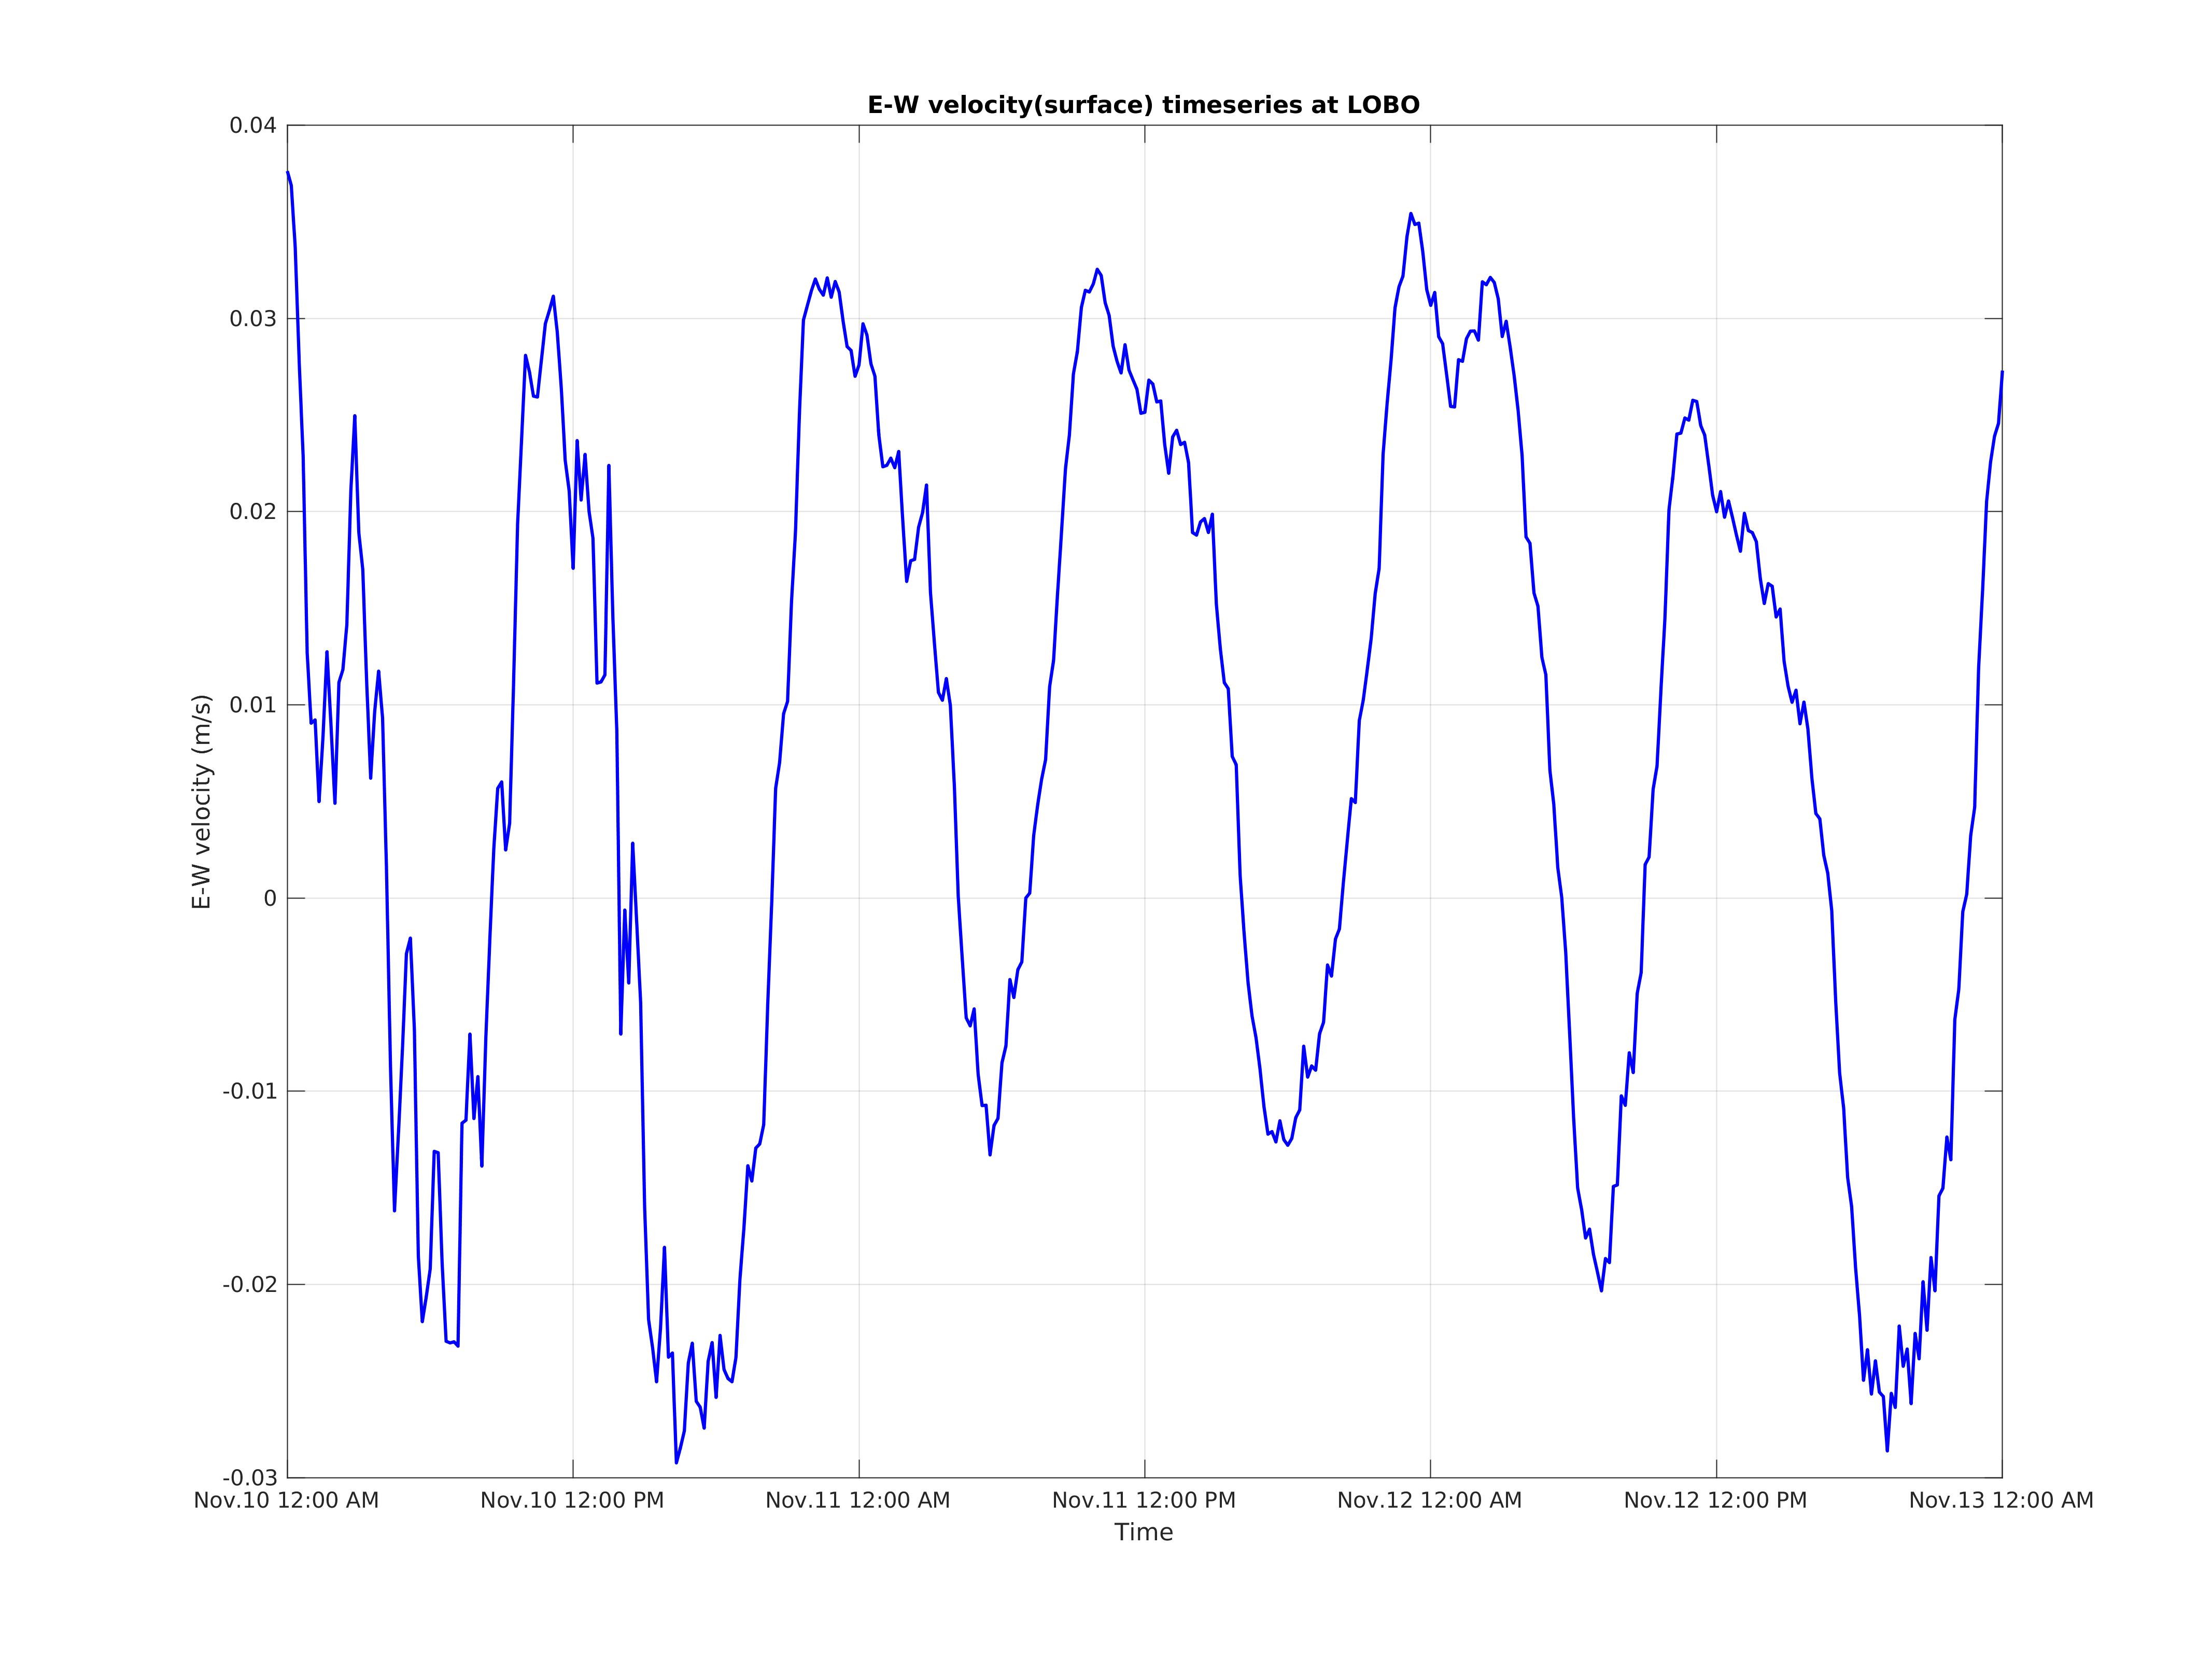 E-W velocity(surface) timeseries at LOBO
0.04
0.03
0.02
0.01
0
-0.01
-0.02
-0.03
E-W velocity (m/s)
Nov.10 12:00 AM Nov.10 12:00 PM Nov.11 12:00 AM Nov.11 12:00 PM Nov.12 12:00 AM Nov.12 12:00 PM Nov.13 12:00 AM
Time